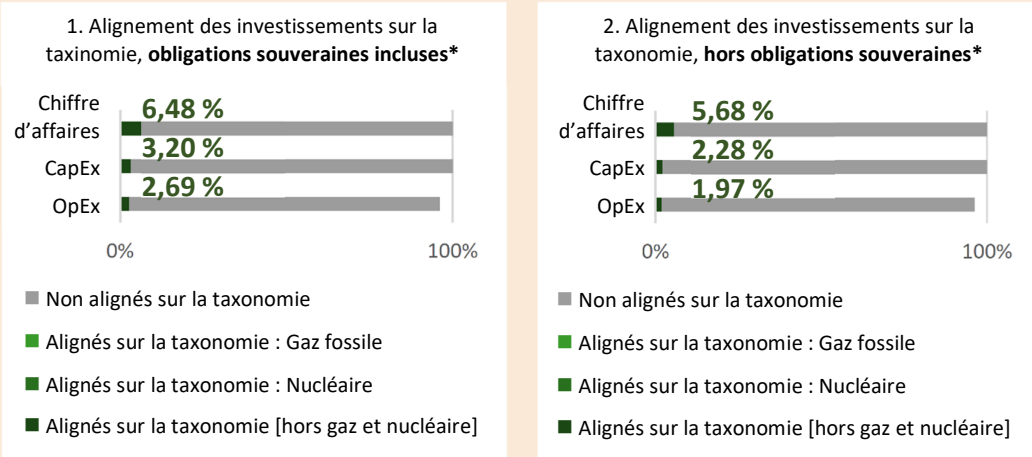 1. Alignement des investissements sur la
taxinomie, obligations souveraines incluses*
Chiffre
d'affaires
6,48 %
CapEx
3,20 %
OpEx
2,69 %
0%
100%
Non alignés sur la taxonomie
Alignés sur la taxonomie : Gaz fossile
Alignés sur la taxonomie : Nucléaire
Alignés sur la taxonomie [hors gaz et nucléaire]
2. Alignement des investissements sur la
taxonomie, hors obligations souveraines*
Chiffre
d'affaires
5,68 %
CapEx
2,28 %
OpEx
1,97 %
0%
100%
Non alignés sur la taxonomie
Alignés sur la taxonomie : Gaz fossile
Alignés sur la taxonomie : Nucléaire
Alignés sur la taxonomie [hors gaz et nucléaire]